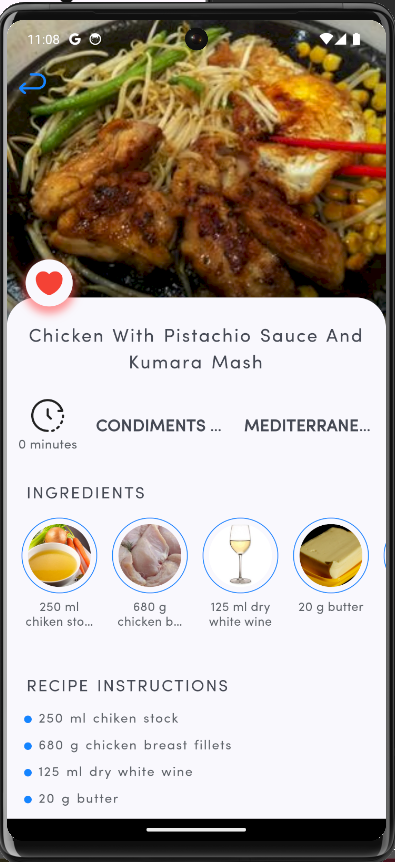 11:08 G
Chicken With Pistachio Sauce And
Kumara Mash
0 minutes
CONDIMENTS ...
MEDITERRANE...
INGREDIENTS
250 ml
chiken sto...
680 g
chicken b...
125 ml dry
white wine
20 g butter
RECIPE INSTRUCTIONS
250 ml chiken stock
680 g chicken breast fillets
125 ml dry white wine
20 g butter